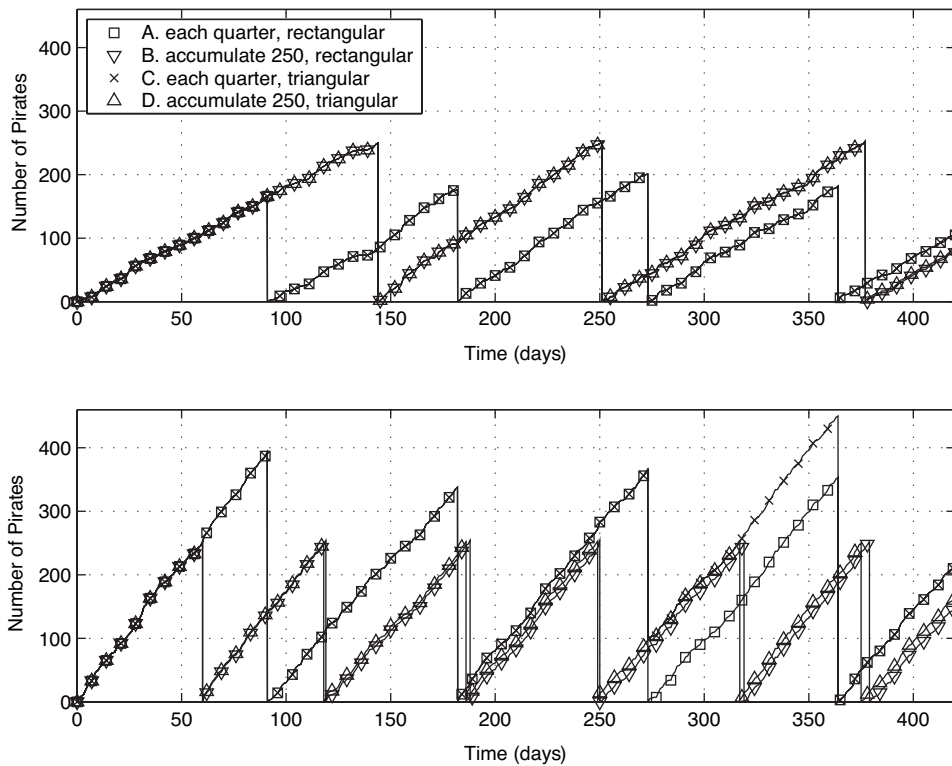 400
300
200
100
0
Number of Pirates
A. each quarter, rectangular
B. accumulate 250, rectangular
C. each quarter, triangular
D. accumulate 250, triangular
0 50 100 150 200 250 300 350 400
Time (days)
400
300
200
100
0
Number of Pirates
0 50 100 150 200 250 300 350 400
Time (days)